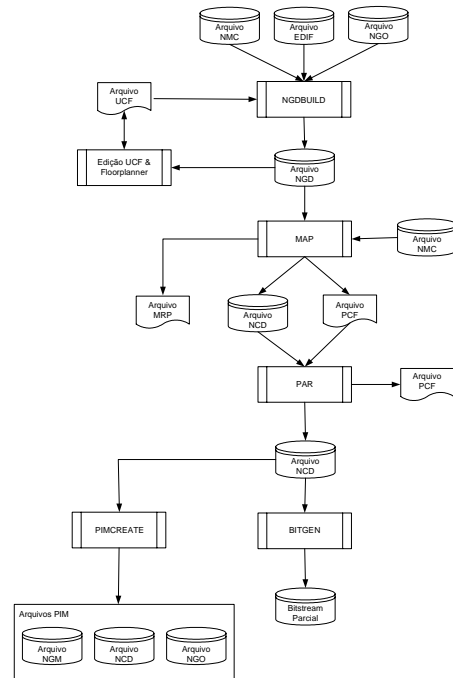 Arquivo
NMC
Arquivo
EDIF
Arquivo
NGO
Arquivo
UCF
NGDBUILD
Edição UCF &
Floorplanner
Arquivo
NGD
MAP
Arquivo
NMC
Arquivo
MRP
Arquivo
NCD
Arquivo
PCF
PAR
Arquivo
PCF
Arquivo
NCD
PIMCREATE
BITGEN
Bitstream
Parcial
Arquivos PIM
Arquivo
NGM
Arquivo
NCD
Arquivo
NGO